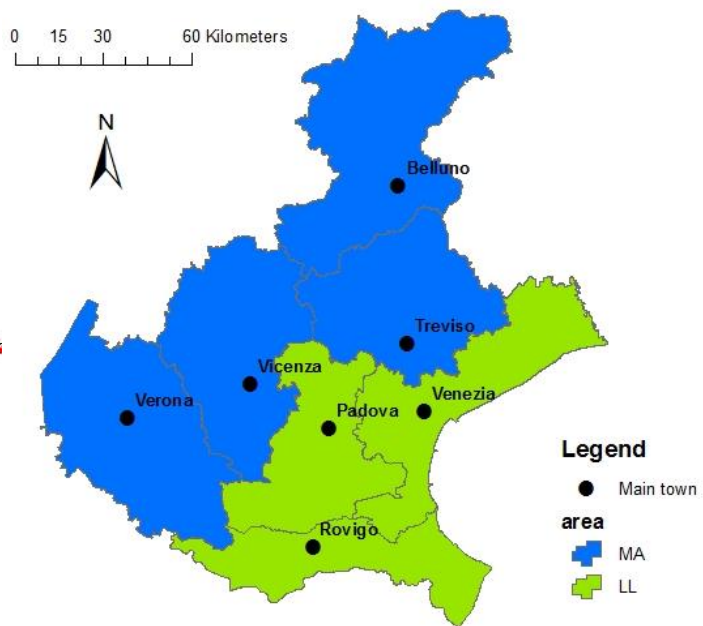 0 15 30 60 Kilometers
N
Belluno
Treviso
Vicenza
Verona
Venezia
Padova
Rovigo
Legend
Main town
area
MA
LL